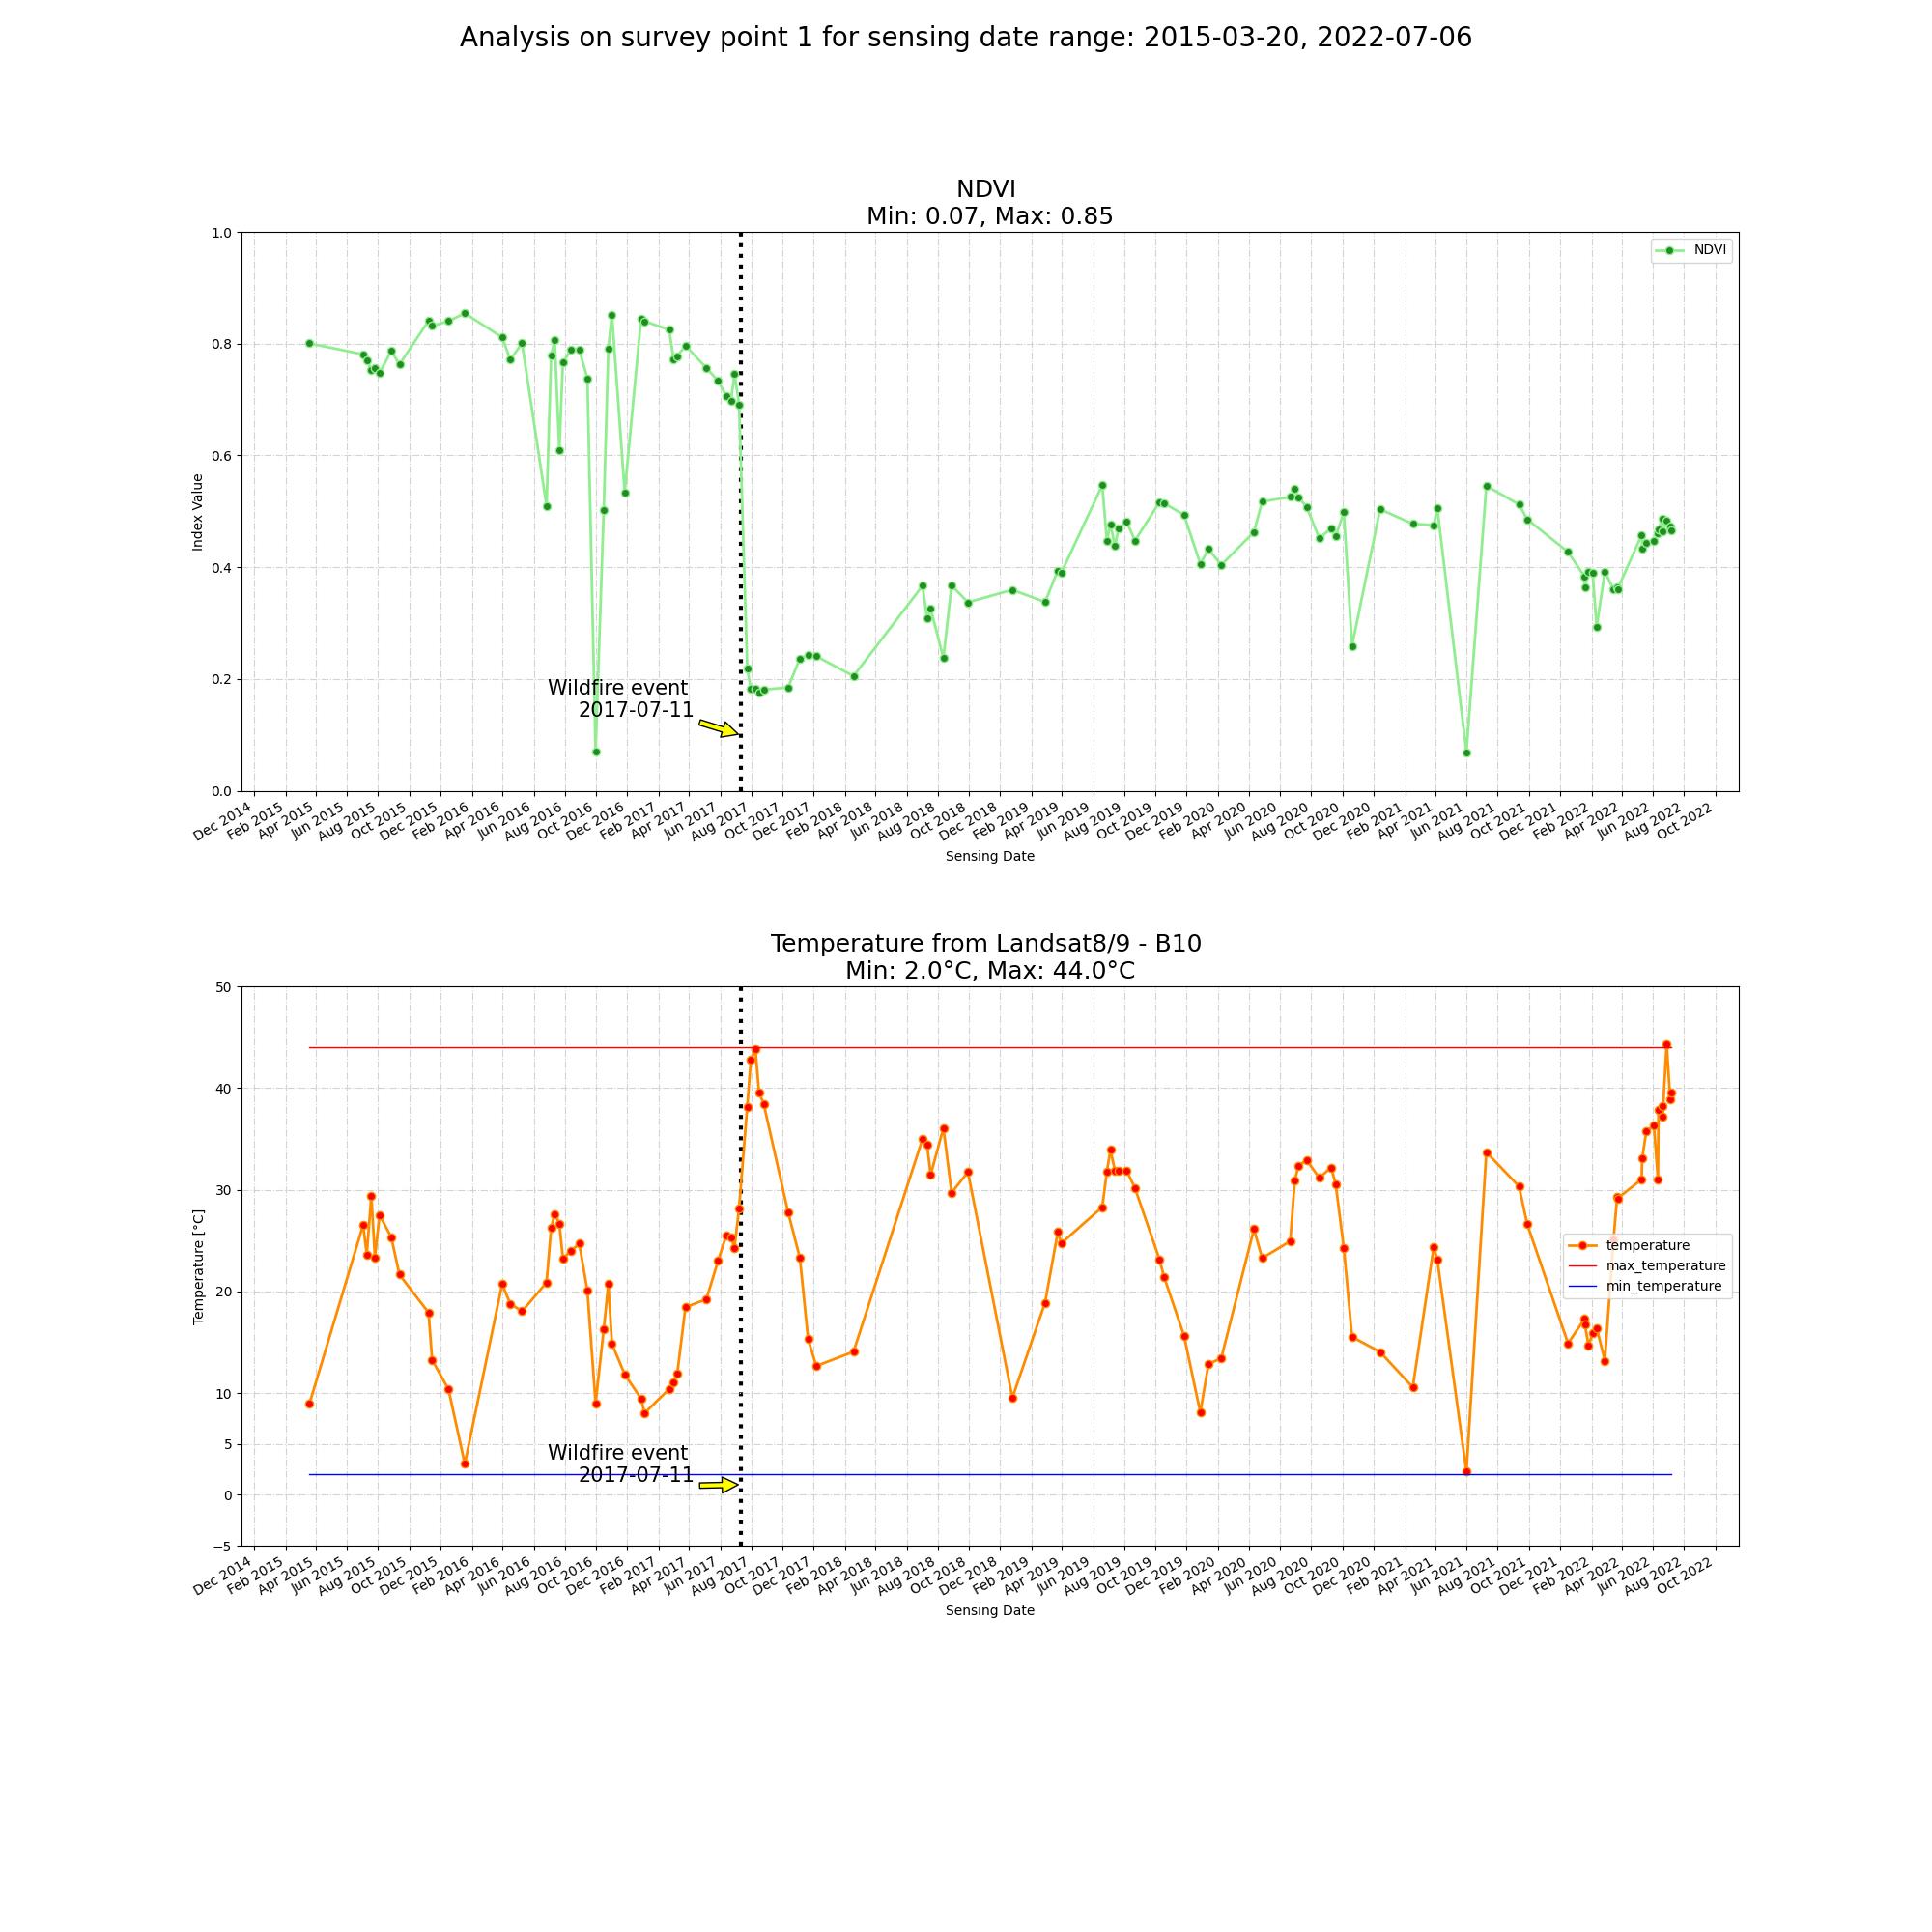 Analysis on survey point 1 for sensing date range: 2015-03-20, 2022-07-06
NDVI
Min: 0.07, Max: 0.85
1.0
0.8
0.6
0.4
0.2
0.0
Index Value
NDVI
Wildfire event
2017-07-11
Dec 2014
Feb 2015
Apr 2015
Jun 2015
Aug 2015
Oct 2015
Dec 2015
Feb 2016
Apr 2016
Jun 2016
Aug 2016
Oct 2016
Dec 2016
Feb 2017
Apr 2017
Jun 2017
Aug 2017
Oct 2017
Dec 2017
Feb 2018
Apr 2018
Jun 2018
Aug 2018
Oct 2018
Dec 2018
Feb 2019
Apr 2019
Jun 2019
Aug 2019
Oct 2019
Dec 2019
Feb 2020
Apr 2020
Jun 2020
Aug 2020
Oct 2020
Dec 2020
Feb 2021
Apr 2021
Jun 2021
Aug 2021
Oct 2021
Dec 2021
Feb 2022
Apr 2022
Jun 2022
Aug 2022
Oct 2022
Sensing Date
Temperature from Landsat8/9 - B10
Min: 2.0°C, Max: 44.0°C
50
40
30
20
10
5
0
−5
Temperature [°C]
temperature
max_temperature
min_temperature
Wildfire event
2017-07-11
Dec 2014
Feb 2015
Apr 2015
Jun 2015
Aug 2015
Oct 2015
Dec 2015
Feb 2016
Apr 2016
Jun 2016
Aug 2016
Oct 2016
Dec 2016
Feb 2017
Apr 2017
Jun 2017
Aug 2017
Oct 2017
Dec 2017
Feb 2018
Apr 2018
Jun 2018
Aug 2018
Oct 2018
Dec 2018
Feb 2019
Apr 2019
Jun 2019
Aug 2019
Oct 2019
Dec 2019
Feb 2020
Apr 2020
Jun 2020
Aug 2020
Oct 2020
Dec 2020
Feb 2021
Apr 2021
Jun 2021
Aug 2021
Oct 2021
Dec 2021
Feb 2022
Apr 2022
Jun 2022
Aug 2022
Oct 2022
Sensing Date